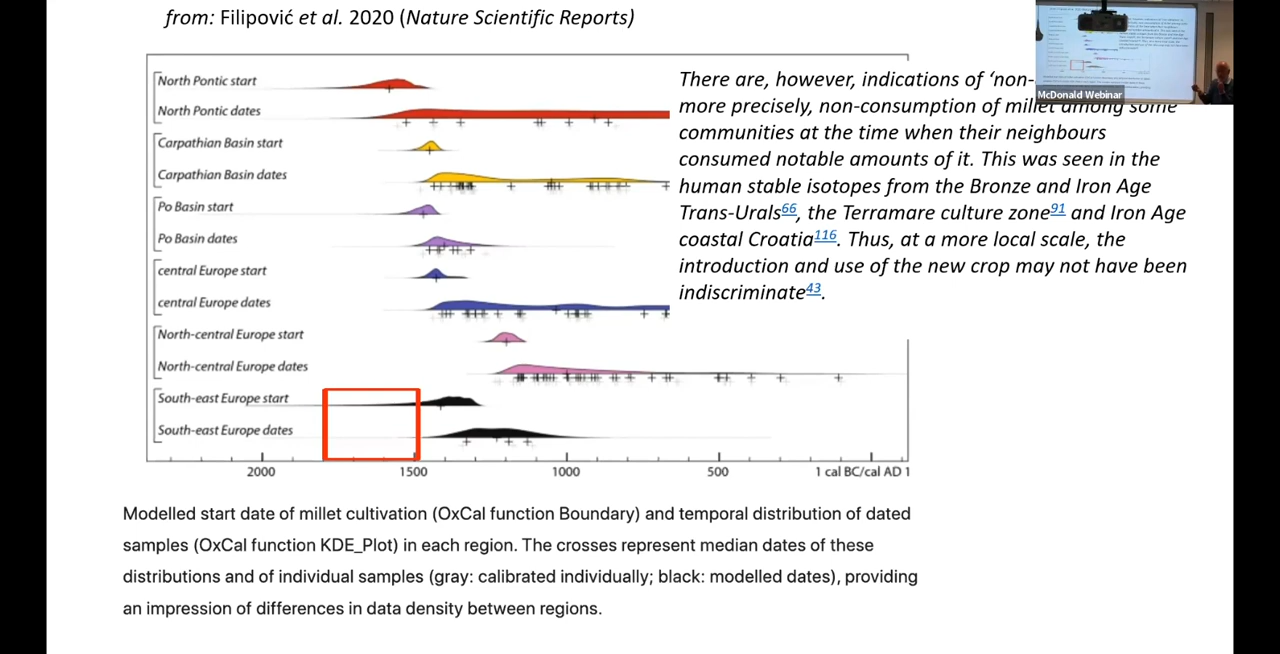 from: Filipović et al. 2020 (Nature Scientific Reports)
North Pontic start
North Pontic dates
Carpathian Basin start
Carpathian Basin dates
Po Basin start
Po Basin dates
central Europe start
central Europe dates
North-central Europe start
North-central Europe dates
South-east Europe start
South-east Europe dates
2000 1500 1000 500 1 cal BC/cal AD 1
There are, however, indications of ‘non-
more precisely, non-consumption of millet among some
communities at the time when their neighbours
consumed notable amounts of it. This was seen in the
human stable isotopes from the Bronze and Iron Age
Trans-Urals66, the Terramare culture zone91 and Iron Age
coastal Croatia116. Thus, at a more local scale, the
introduction and use of the new crop may not have been
indiscriminate43.
McDonald Webinar
Modelled start date of millet cultivation (OxCal function Boundary) and temporal distribution of dated
samples (OxCal function KDE_Plot) in each region. The crosses represent median dates of these
distributions and of individual samples (gray: calibrated individually; black: modelled dates), providing
an impression of differences in data density between regions.